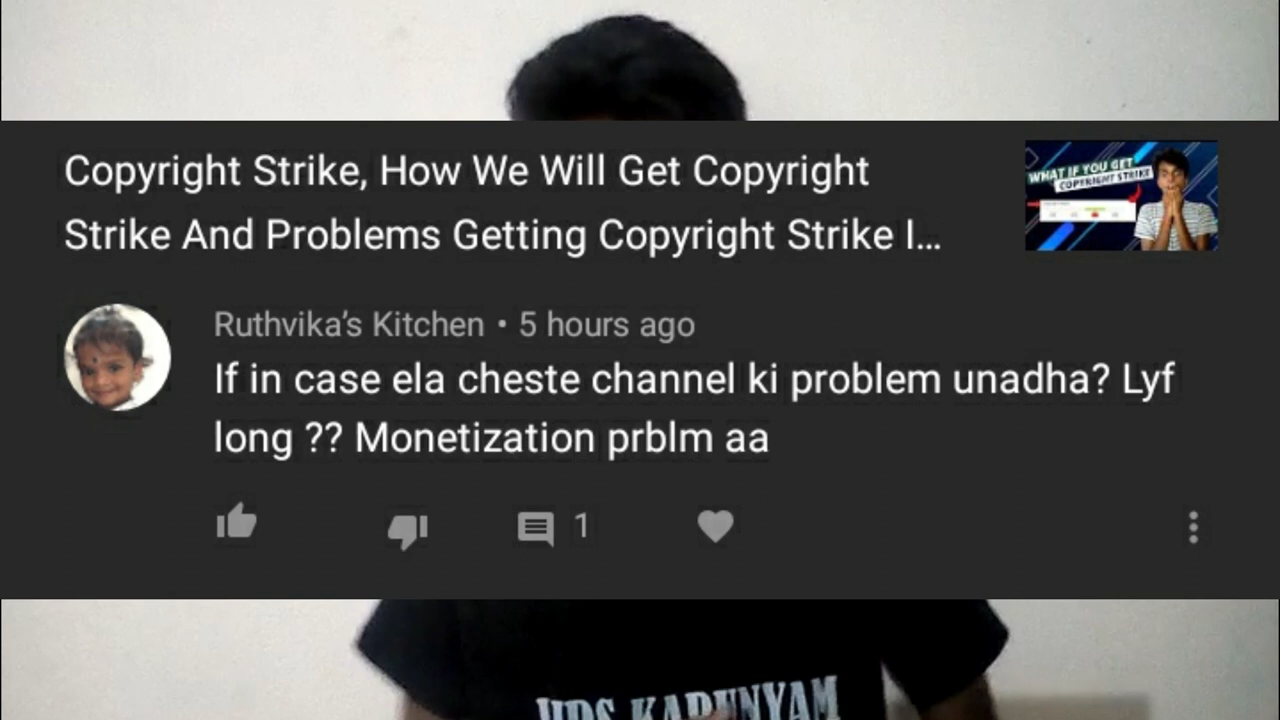 Copyright Strike, How We Will Get Copyright
Strike And Problems Getting Copyright Strike I...
WHAT IF YOU GET
COPYRIGHT STRIKE
Ruthvika's Kitchen • 5 hours ago
If in case ela cheste channel ki problem unadha? Lyf
long ?? Monetization prblm aa
1
KARUNYAM